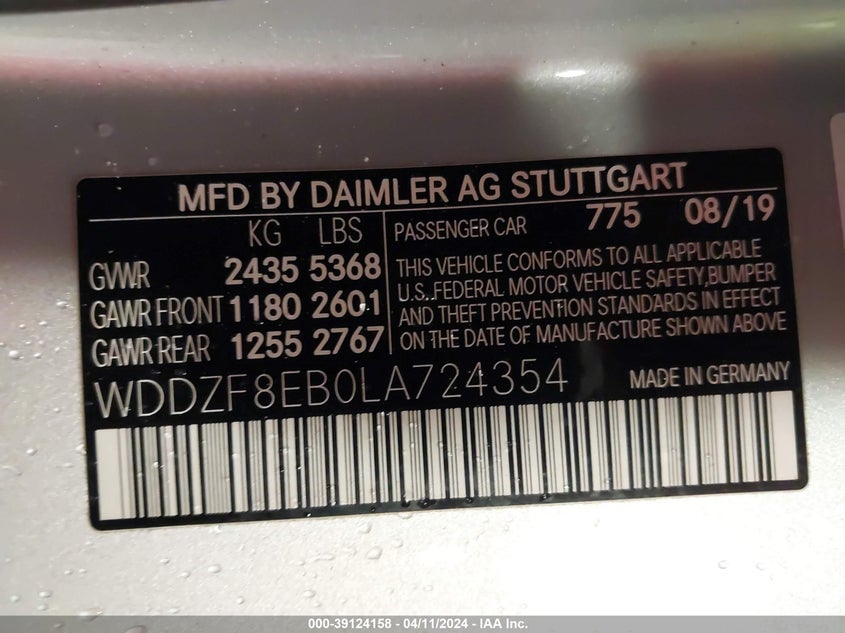 MFD BY DAIMLER AG STUTTGART
KG LBS
GVWR 2435 5368
GAWR FRONT 1180 2601
GAWR REAR 1255 2767
PASSENGER CAR 775 08/19
THIS VEHICLE CONFORMS TO ALL APPLICABLE
U.S. FEDERAL MOTOR VEHICLE SAFETY, BUMPER
AND THEFT PREVENTION STANDARDS IN EFFECT
ON THE DATE OF MANUFACTURE SHOWN ABOVE
WDDZF8EB0LA724354 MADE IN GERMANY
000-39124158 - 04/11/2024 - IAA Inc.